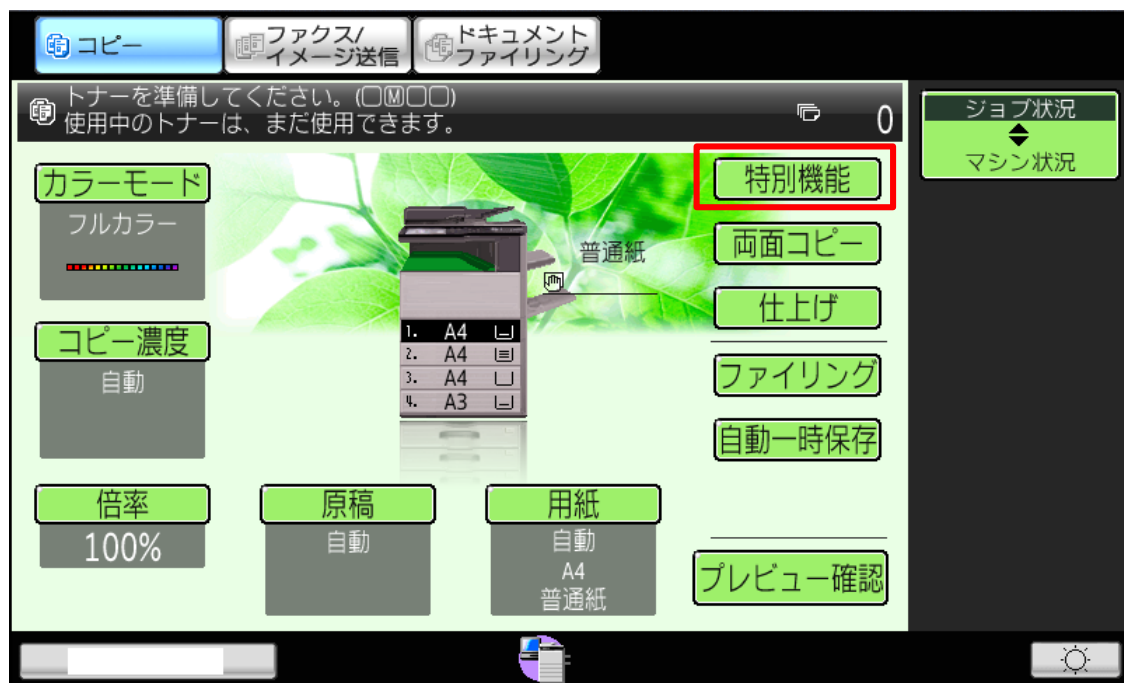 コピー
ファクス/
イメージ送信
ドキュメント
ファイリング
トナーを準備してください。(□Ⓜ□□)
使用中のトナーは、まだ使用できます。
0
ジョブ状況
マシン状況
カラーモード
フルカラー
特別機能
両面コピー
普通紙
仕上げ
コピー濃度
自動
1. A4
2. A4
3. A4
4. A3
ファイリング
自動一時保存
倍率
100%
原稿
自動
用紙
自動
A4
普通紙
プレビュー確認